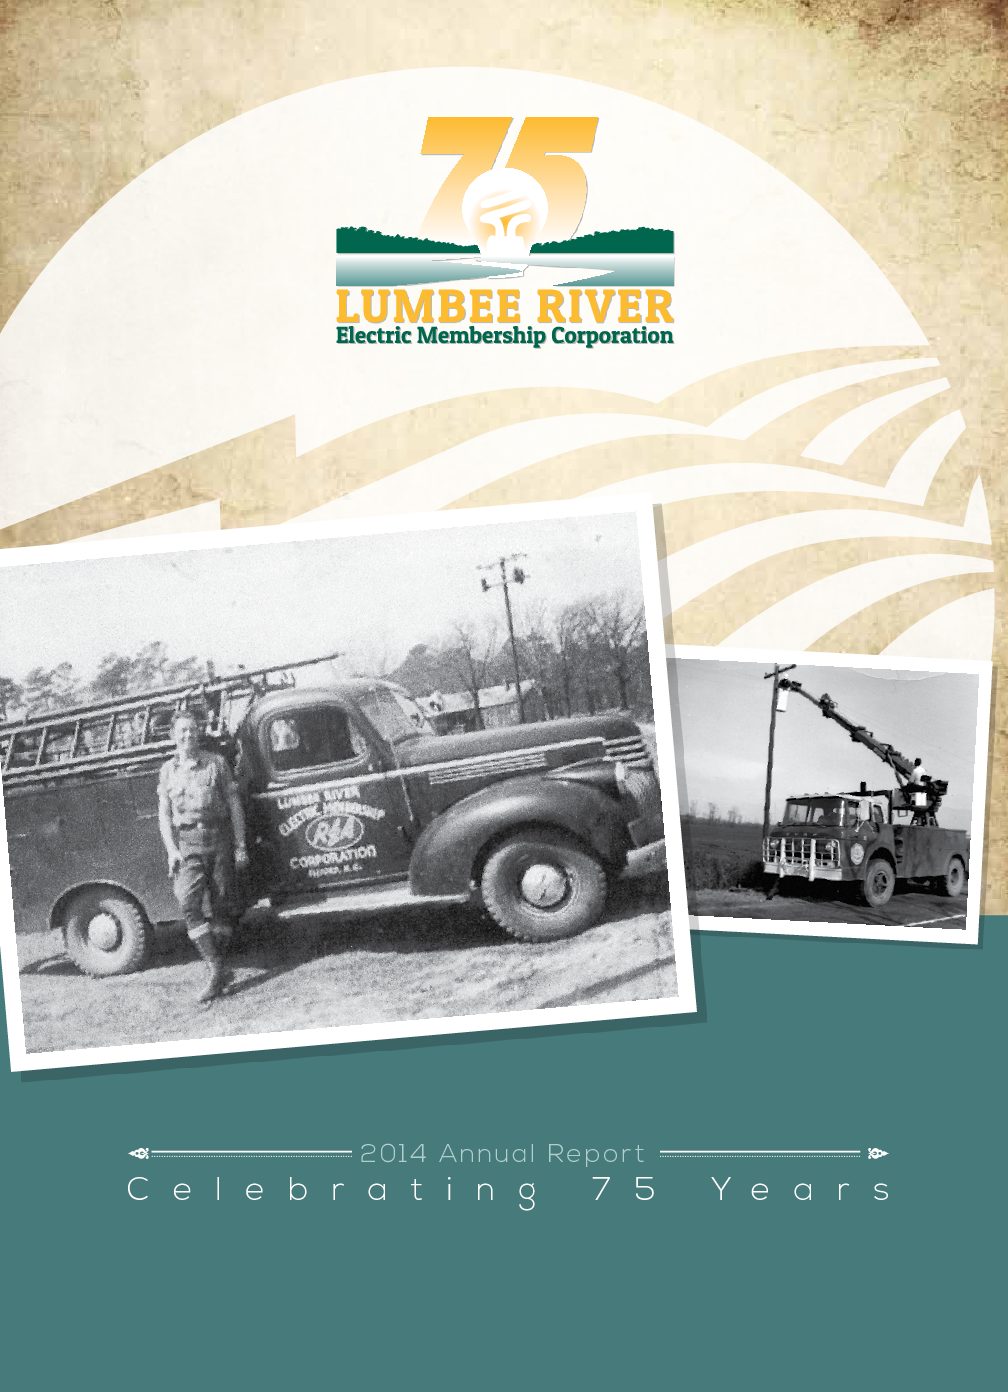 75
LUMBEE RIVER
Electric Membership Corporation
LUMBEE RIVER
ELECTRIC MEMBERSHIP
REA
CORPORATION
2014 Annual Report
Celebrating 75 Years